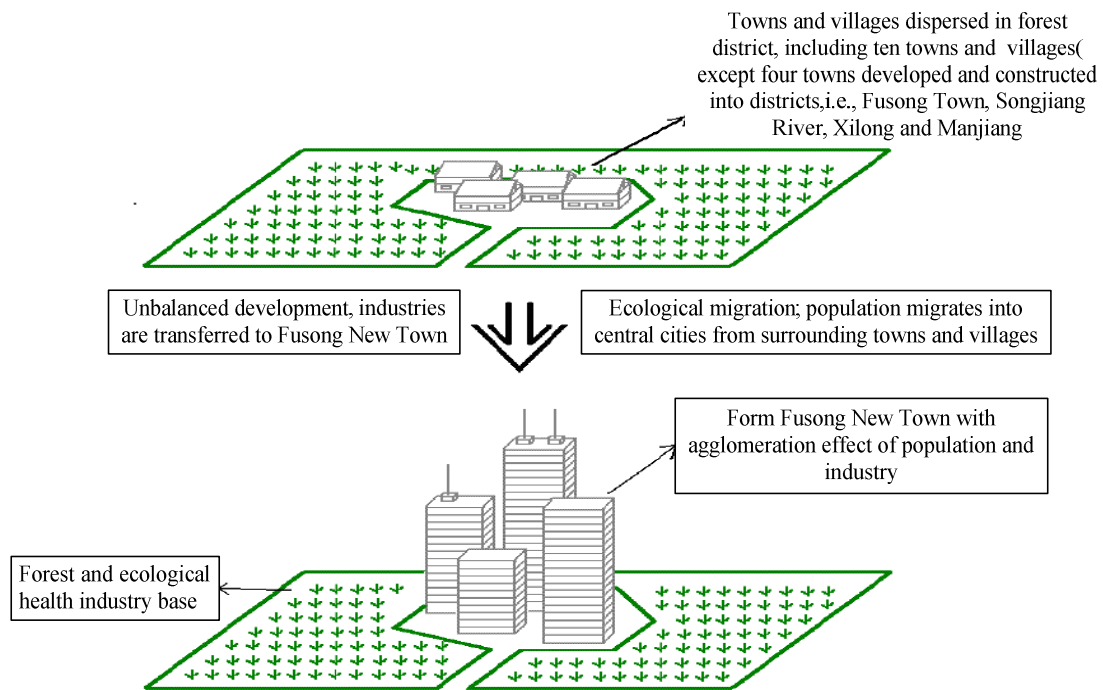 Towns and villages dispersed in forest
district, including ten towns and villages(
except four towns developed and constructed
into districts,i.e., Fusong Town, Songjiang
River, Xilong and Manjiang
Unbalanced development, industries
are transferred to Fusong New Town
Ecological migration; population migrates into
central cities from surrounding towns and villages
Form Fusong New Town with
agglomeration effect of population and
industry
Forest and ecological
health industry base